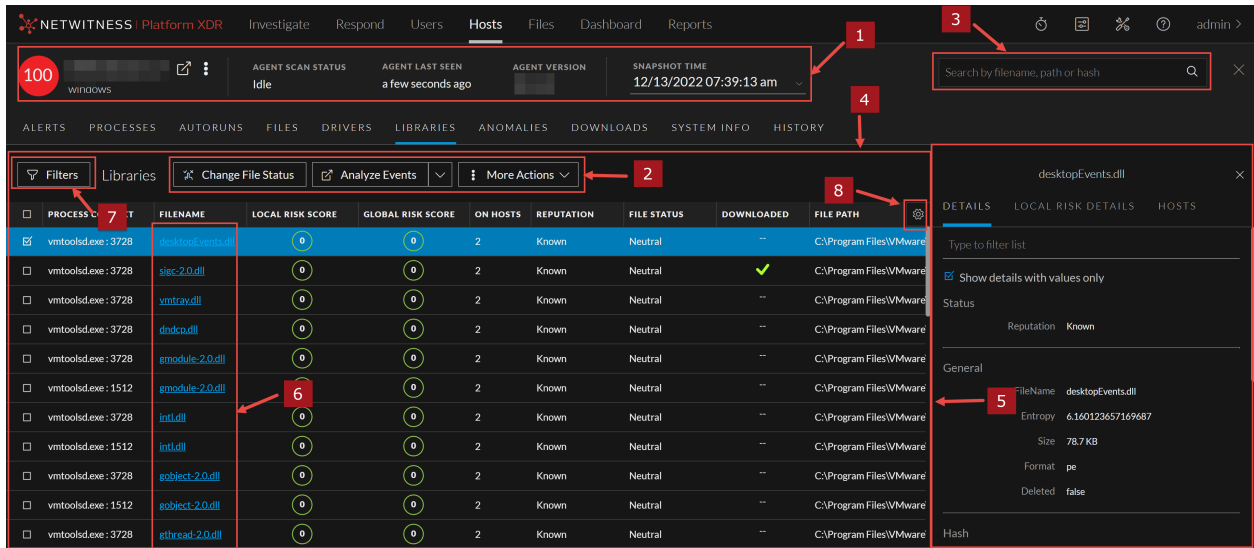 NETWITNESS Platform XDR Investigate Respond Users Hosts Files Dashboard Reports admin
3
1
100 windows
AGENT SCAN STATUS AGENT LAST SEEN AGENT VERSION SNAPSHOT TIME
Idle a few seconds ago 12/13/2022 07:39:13 am
Search by filename, path or hash
4
ALERTS PROCESSES AUTORUNS FILES DRIVERS LIBRARIES ANOMALIES DOWNLOADS SYSTEM INFO HISTORY
Filters Libraries Change File Status Analyze Events More Actions
2
7
8
PROCESS FILENAME LOCAL RISK SCORE GLOBAL RISK SCORE ON HOSTS REPUTATION FILE STATUS DOWNLOADED FILE PATH
vmtoolsd.exe : 3728 desktopEvents.dll 0 0 2 Known Neutral -- C:\Program Files\VMware
vmtoolsd.exe : 3728 sigc-2.0.dll 0 0 2 Known Neutral C:\Program Files\VMware
vmtoolsd.exe : 3728 vmtray.dll 0 0 2 Known Neutral -- C:\Program Files\VMware
vmtoolsd.exe : 3728 dndcp.dll 0 0 2 Known Neutral -- C:\Program Files\VMware
vmtoolsd.exe : 3728 gmodule-2.0.dll 0 0 2 Known Neutral -- C:\Program Files\VMware
vmtoolsd.exe : 1512 gmodule-2.0.dll 0 0 2 Known Neutral -- C:\Program Files\VMware
6
vmtoolsd.exe : 3728 intl.dll 0 0 2 Known Neutral -- C:\Program Files\VMware
vmtoolsd.exe : 1512 intl.dll 0 0 2 Known Neutral -- C:\Program Files\VMware
vmtoolsd.exe : 3728 gobject-2.0.dll 0 0 2 Known Neutral -- C:\Program Files\VMware
vmtoolsd.exe : 1512 gobject-2.0.dll 0 0 2 Known Neutral -- C:\Program Files\VMware
vmtoolsd.exe : 3728 gthread-2.0.dll 0 0 2 Known Neutral -- C:\Program Files\VMware
desktopEvents.dll
DETAILS LOCAL RISK DETAILS HOSTS
Type to filter list
Show details with values only
Status
Reputation Known
General
5
FileName desktopEvents.dll
Entropy 6.160123657169687
Size 78.7 KB
Format pe
Deleted false
Hash